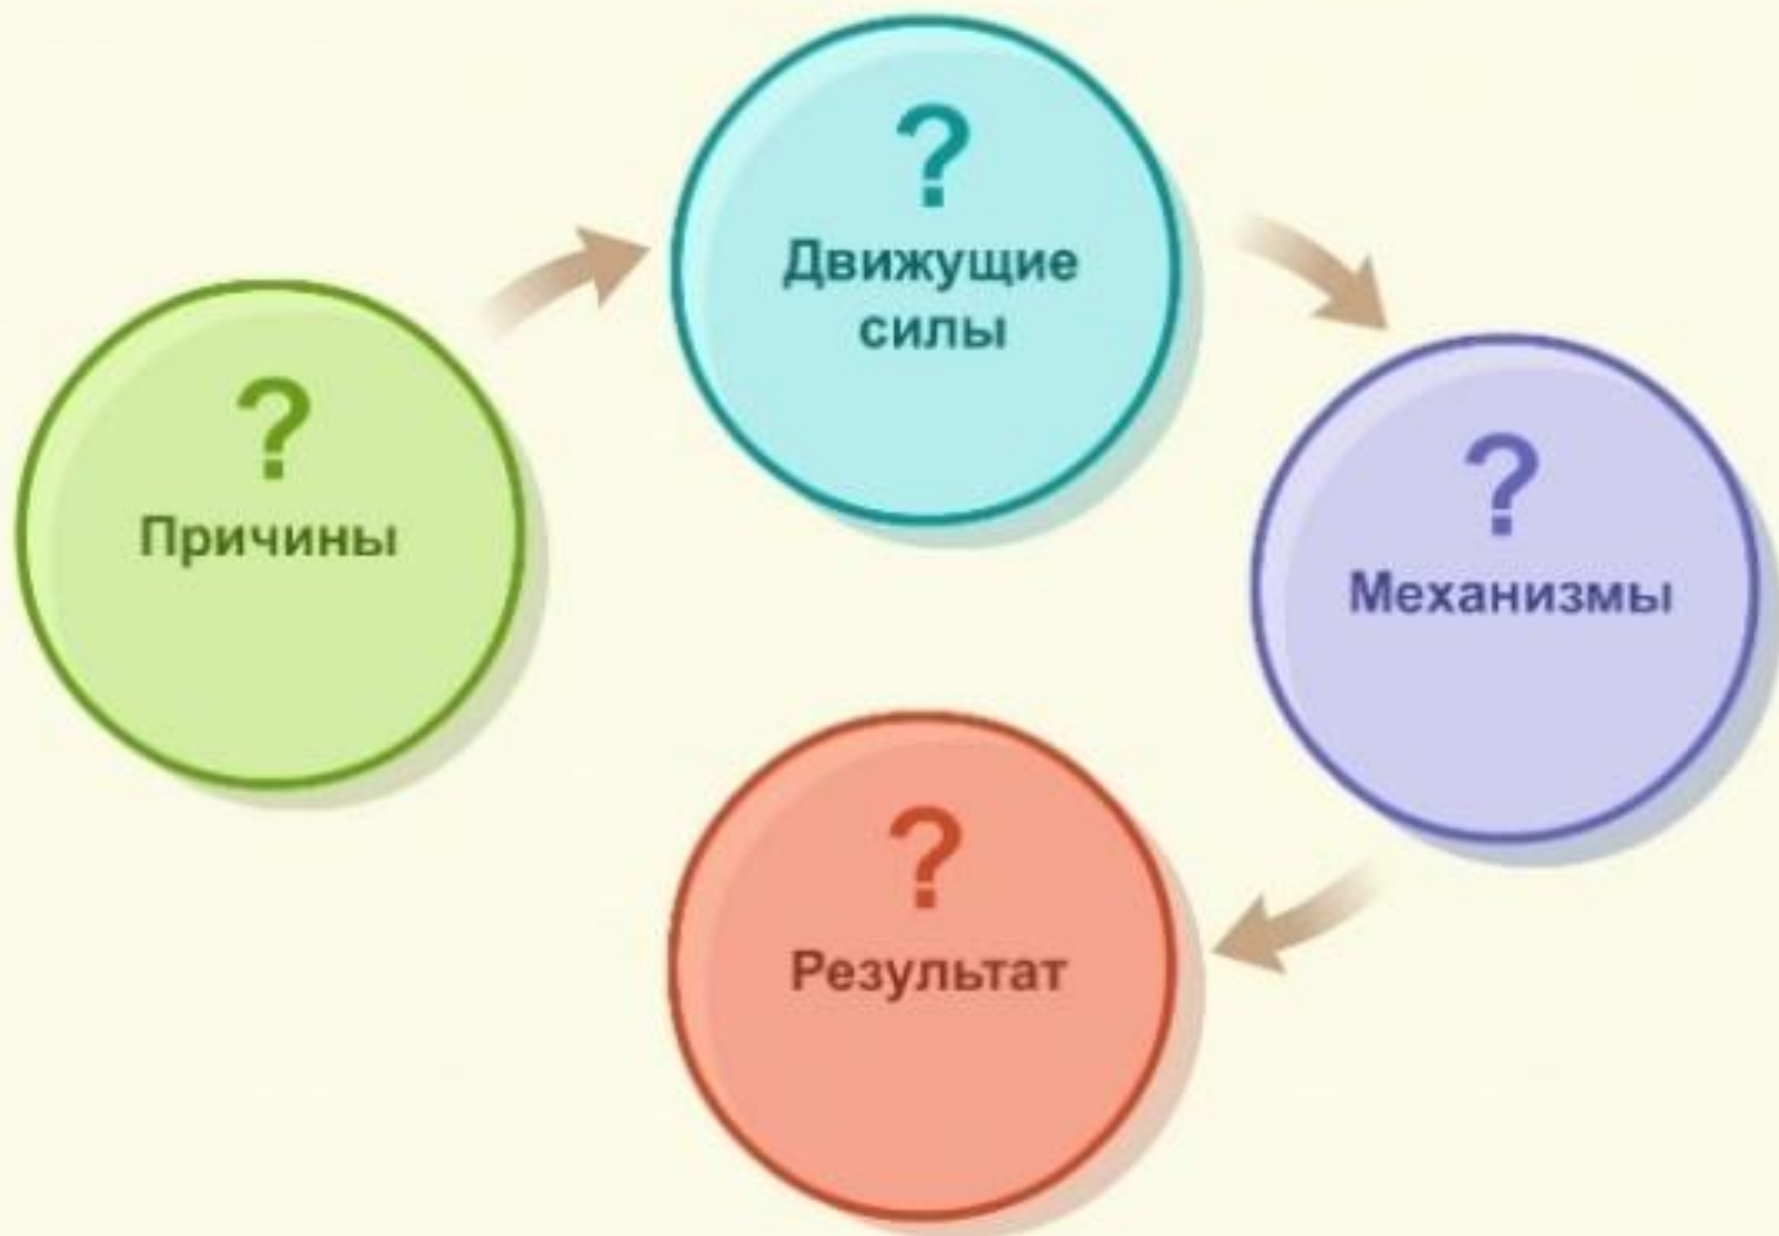 ?
Причины
?
Движущие
силы
?
Механизмы
?
Результат